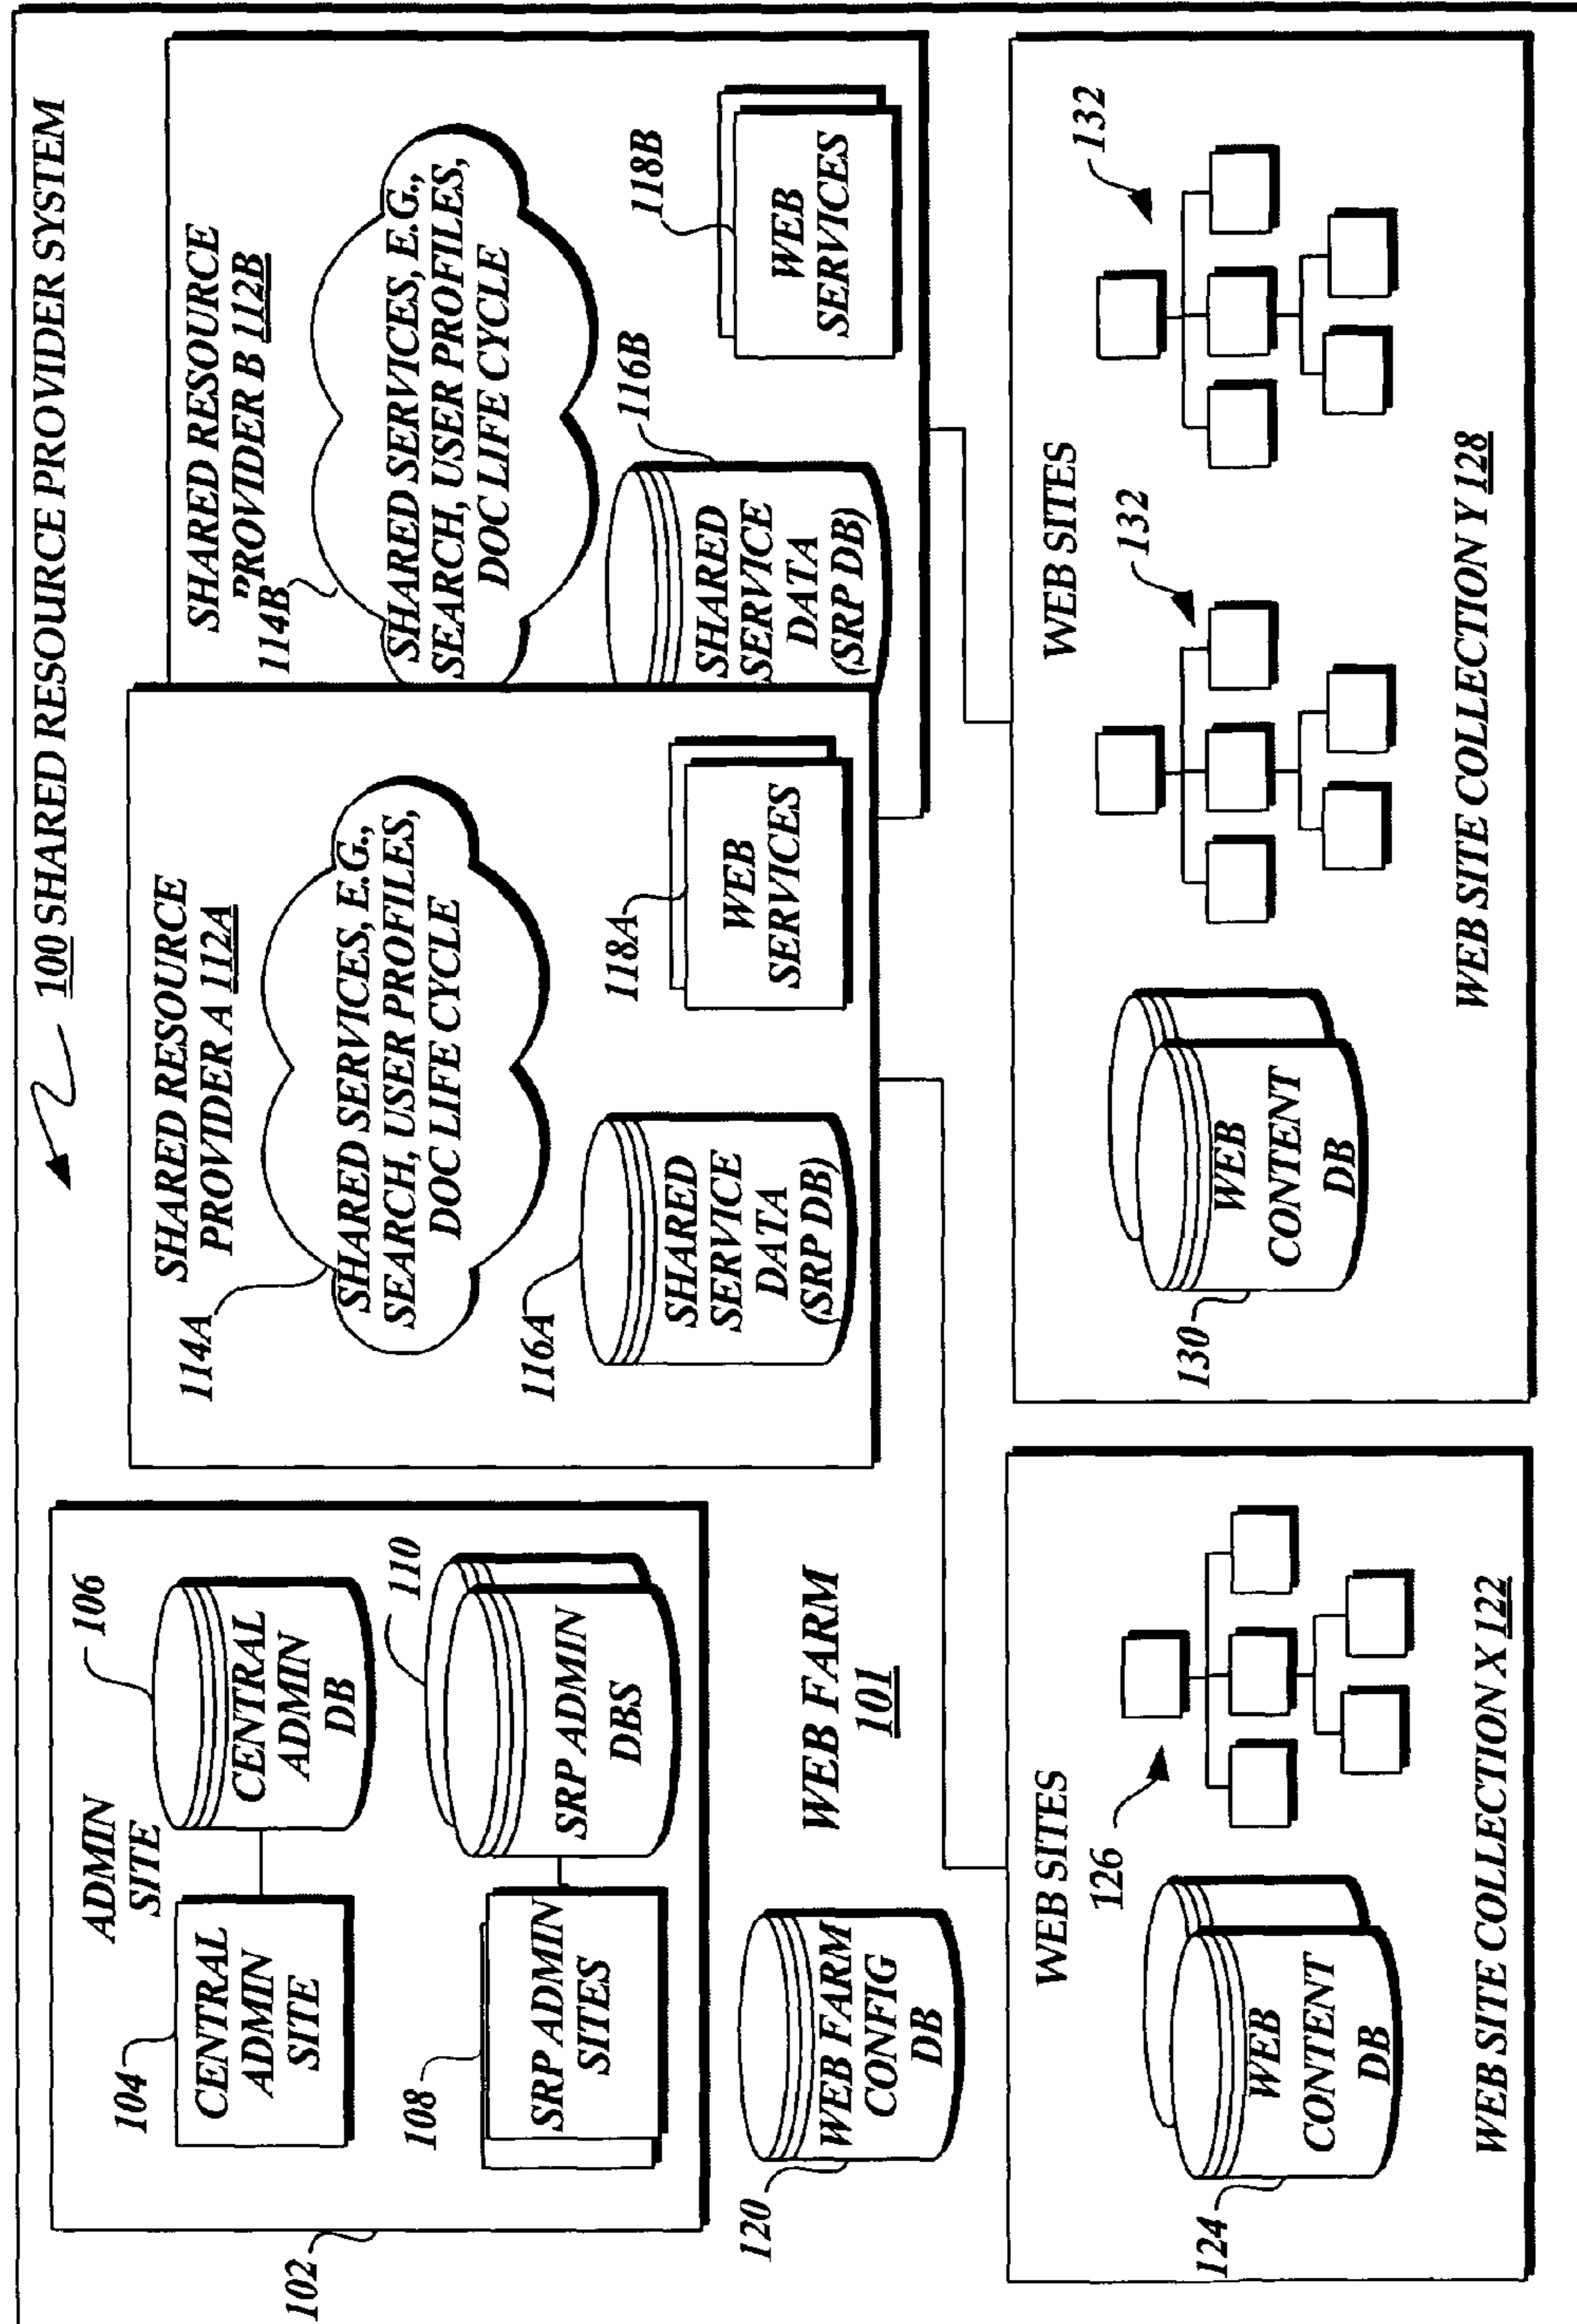 100 SHARED RESOURCE PROVIDER SYSTEM
ADMIN
SITE
102
104
CENTRAL
ADMIN
SITE
106
CENTRAL
ADMIN
DB
108
SRP ADMIN
SITES
110
SRP ADMIN
DBS
SHARED RESOURCE
PROVIDER A 112A
114A
SHARED SERVICES, E.G.,
SEARCH, USER PROFILES,
DOC LIFE CYCLE
116A
SHARED
SERVICE
DATA
(SRP DB)
118A
WEB
SERVICES
SHARED RESOURCE
PROVIDER B 112B
114B
SHARED SERVICES, E.G.,
SEARCH, USER PROFILES,
DOC LIFE CYCLE
116B
SHARED
SERVICE
DATA
(SRP DB)
118B
WEB
SERVICES
120
WEB FARM
CONFIG
DB
WEB FARM
101
WEB SITES
124
WEB
CONTENT
DB
126
WEB SITE COLLECTION X 122
WEB SITES
130
WEB
CONTENT
DB
132
132
WEB SITE COLLECTION Y 128